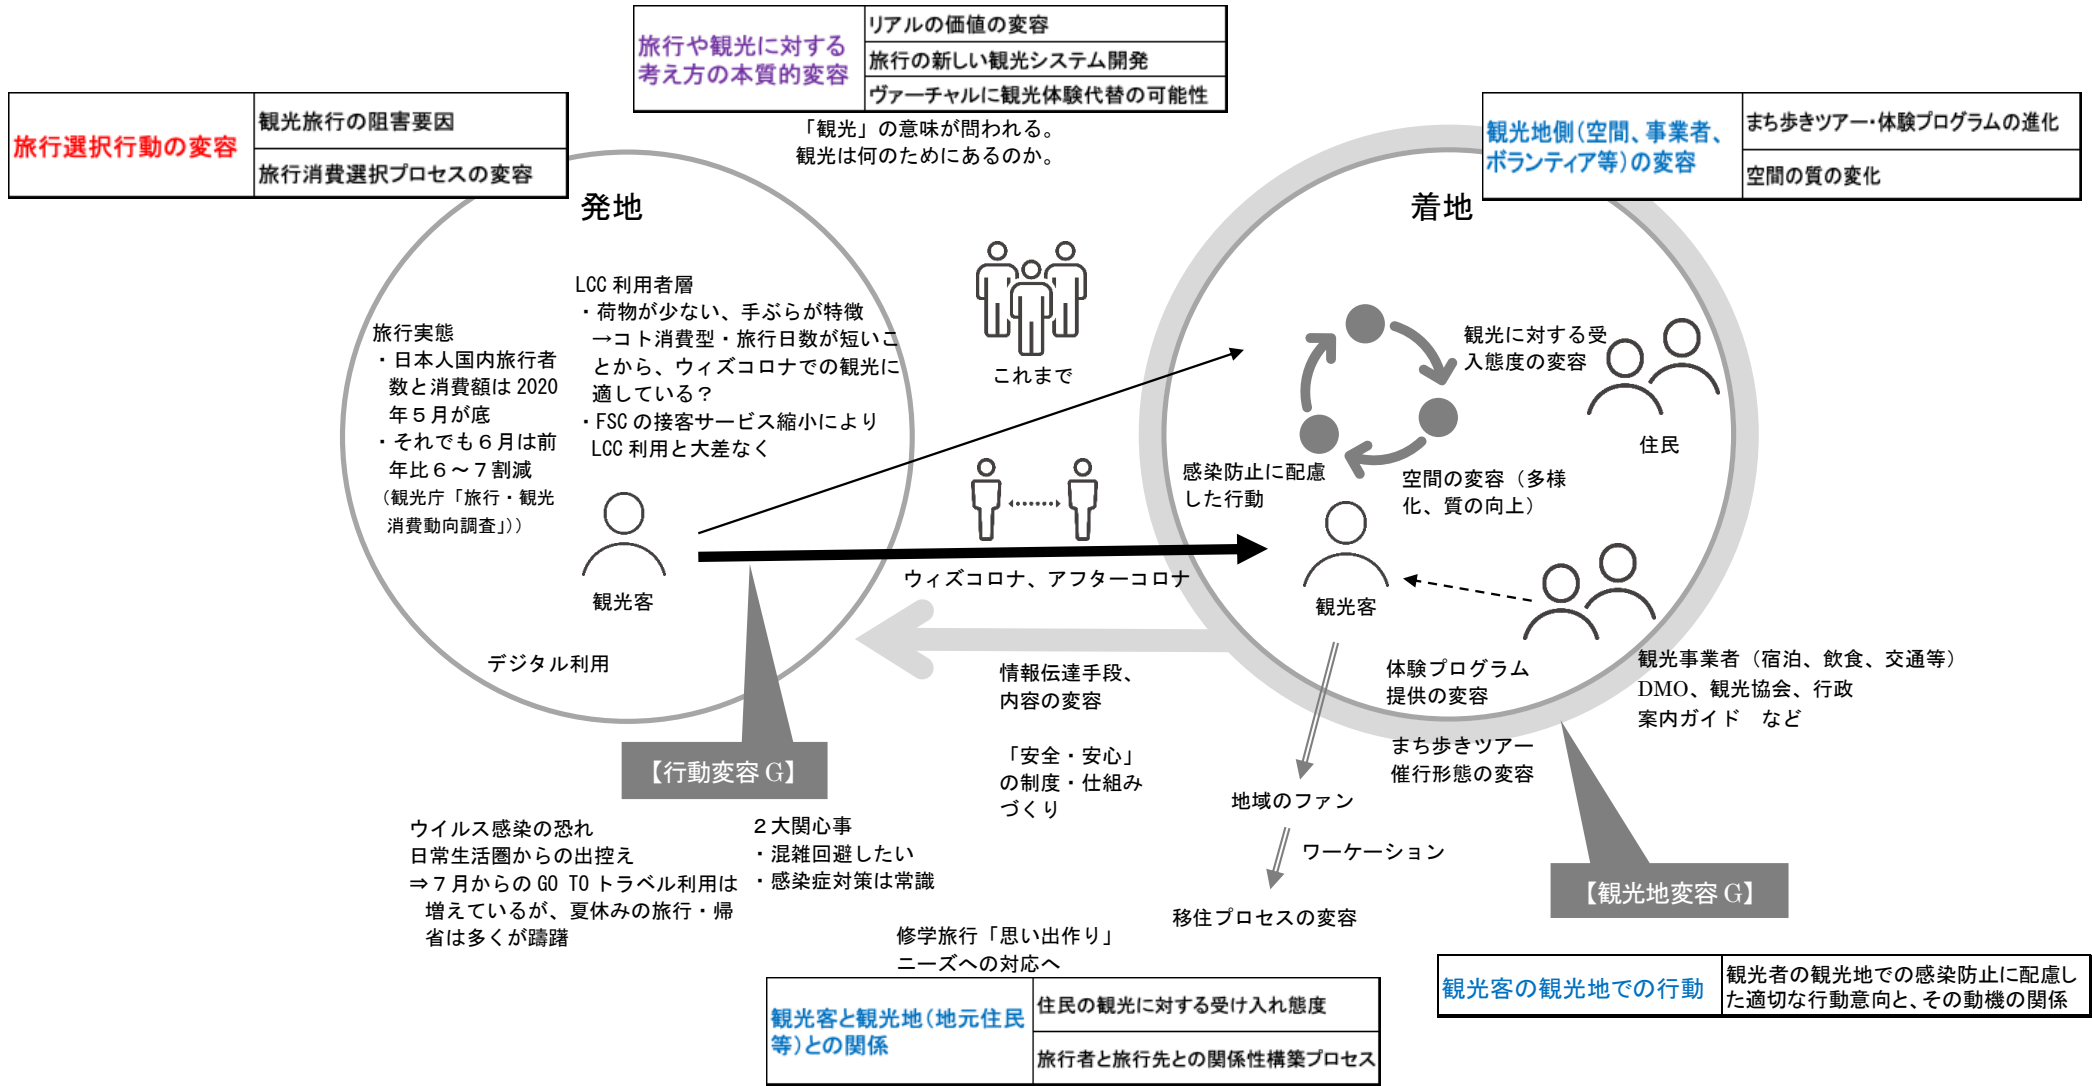 旅行や観光に対する
考え方の本質的変容
リアルの価値の変容
旅行の新しい観光システム開発
ヴァーチャルに観光体験代替の可能性
「観光」の意味が問われる。
観光は何のためにあるのか。
旅行選択行動の変容
観光旅行の阻害要因
旅行消費選択プロセスの変容
観光地側(空間、事業者、
ボランティア等)の変容
まち歩きツアー・体験プログラムの進化
空間の質の変化
発地
LCC 利用者層
・荷物が少ない、手ぶらが特徴
→コト消費型・旅行日数が短いこ
とから、ウィズコロナでの観光に
適している？
・FSC の接客サービス縮小により
LCC 利用と大差なく
旅行実態
・日本人国内旅行者
数と消費額は 2020
年５月が底
・それでも６月は前
年比６～７割減
（観光庁「旅行・観光
消費動向調査」））
観光客
デジタル利用
これまで
ウィズコロナ、アフターコロナ
情報伝達手段、
内容の変容
「安全・安心」
の制度・仕組み
づくり
着地
観光に対する受
入態度の変容
住民
感染防止に配慮
した行動
空間の変容（多様
化、質の向上）
観光客
体験プログラム
提供の変容
観光事業者（宿泊、飲食、交通等）
DMO、観光協会、行政
案内ガイド　など
まち歩きツアー
催行形態の変容
地域のファン
ワーケーション
移住プロセスの変容
【行動変容 G】
【観光地変容 G】
ウイルス感染の恐れ
日常生活圏からの出控え
⇒７月からの GO TO トラベル利用は
増えているが、夏休みの旅行・帰
省は多くが躊躇
２大関心事
・混雑回避したい
・感染症対策は常識
修学旅行「思い出作り」
ニーズへの対応へ
観光客と観光地(地元住民
等)との関係
住民の観光に対する受け入れ態度
旅行者と旅行先との関係性構築プロセス
観光客の観光地での行動
観光者の観光地での感染防止に配慮し
た適切な行動意向と、その動機の関係